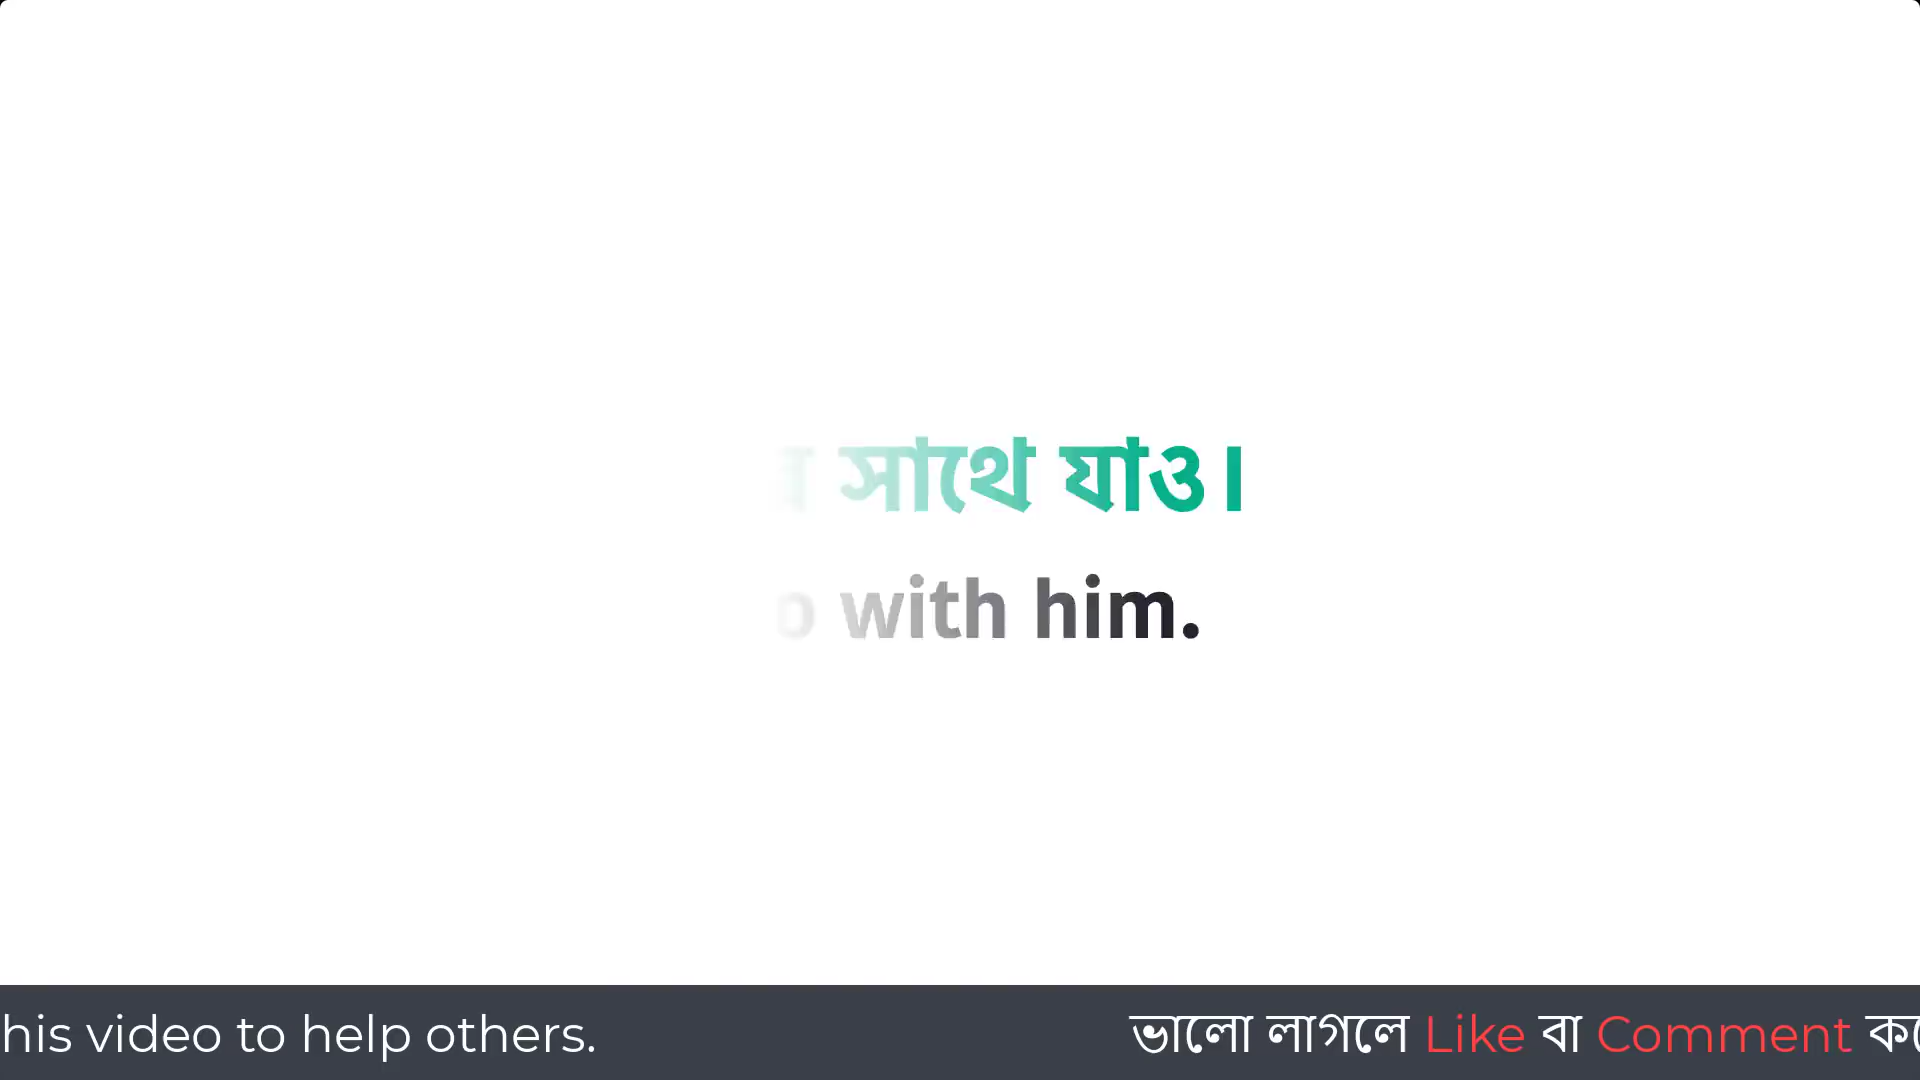 সাথে যাও।
with him.
his video to help others.
ভালো লাগলে Like বা Comment